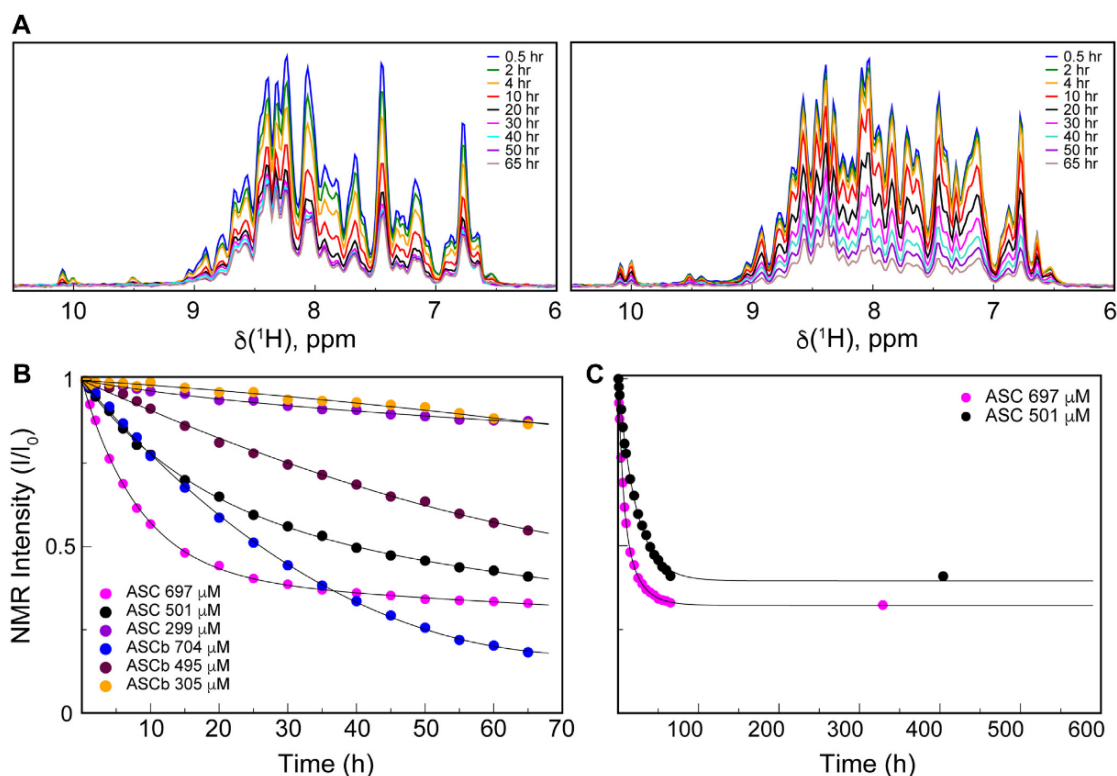 A
0.5 hr
2 hr
4 hr
10 hr
20 hr
30 hr
40 hr
50 hr
65 hr
10 9 8 7 6
δ(¹H), ppm
0.5 hr
2 hr
4 hr
10 hr
20 hr
30 hr
40 hr
50 hr
65 hr
10 9 8 7 6
δ(¹H), ppm
B
1
0.5
0
NMR Intensity (I/I₀)
ASC 697 μM
ASC 501 μM
ASC 299 μM
ASCb 704 μM
ASCb 495 μM
ASCb 305 μM
10 20 30 40 50 60 70
Time (h)
C
ASC 697 μM
ASC 501 μM
100 200 300 400 500 600
Time (h)